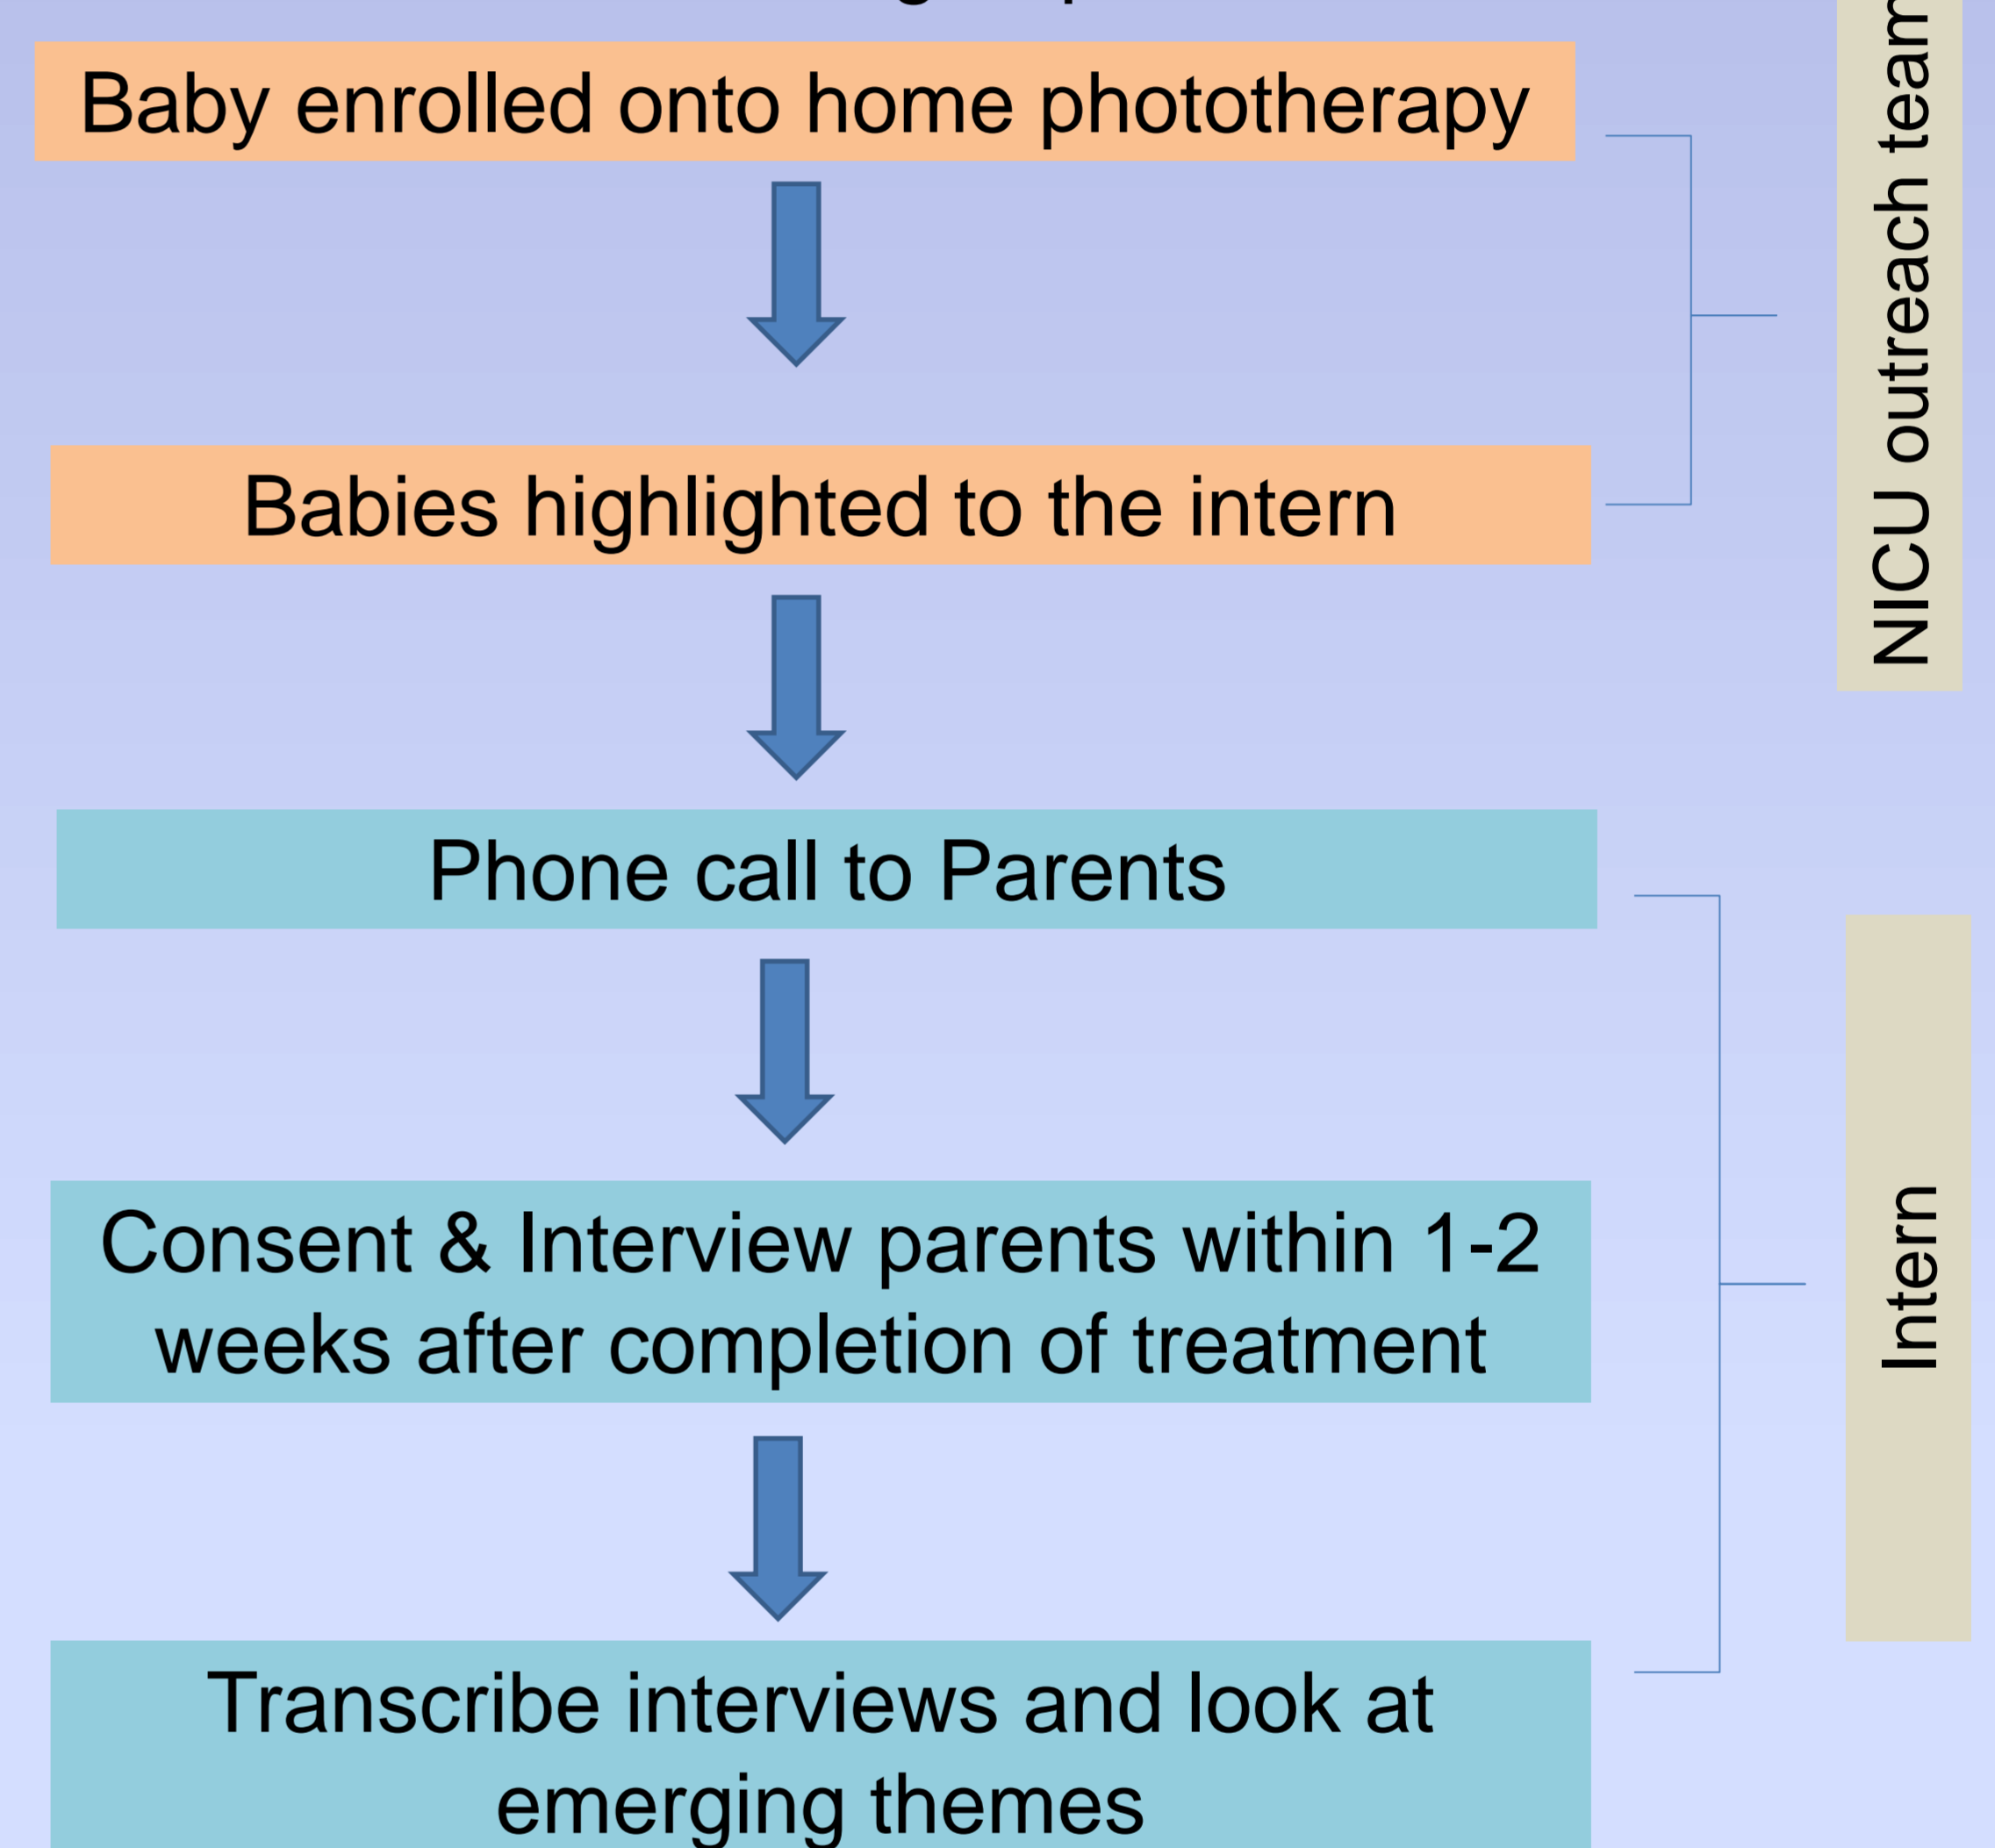 Baby enrolled onto home phototherapy
Babies highlighted to the intern
NICU outreach team
Phone call to Parents
Consent & Interview parents within 1-2
weeks after completion of treatment
Intern
Transcribe interviews and look at
emerging themes